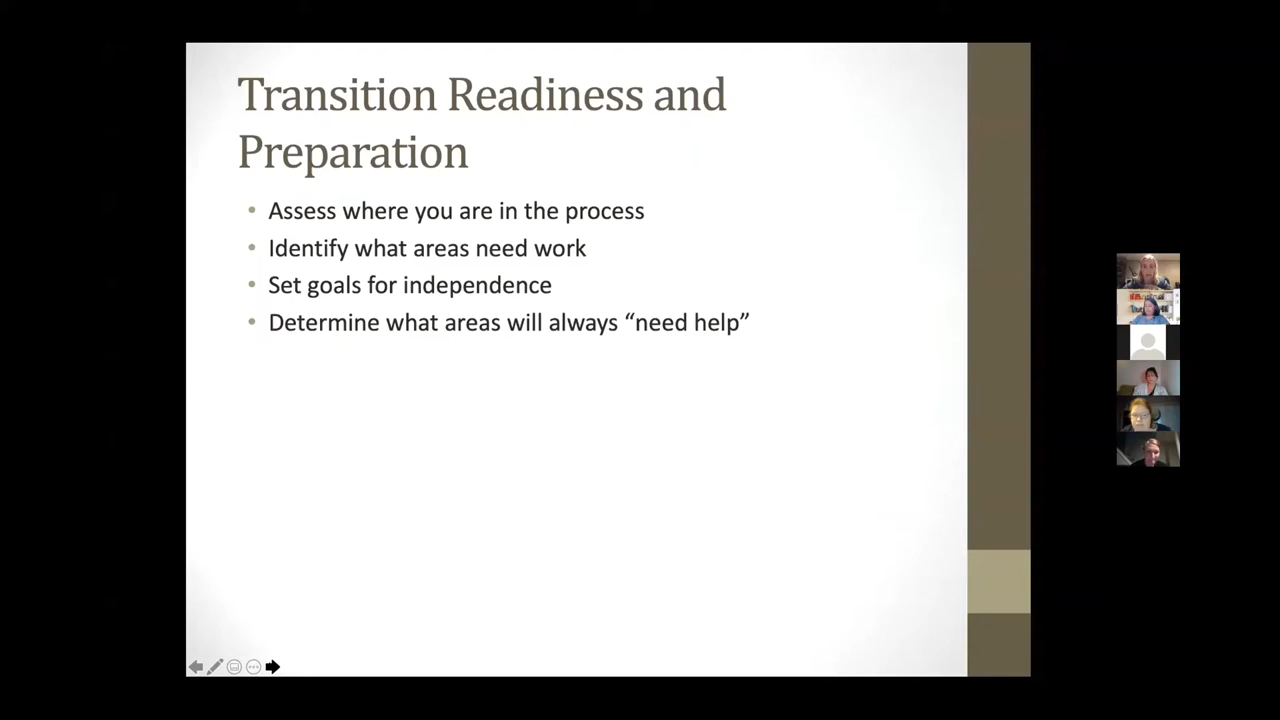 Transition Readiness and
Preparation
• Assess where you are in the process
• Identify what areas need work
• Set goals for independence
• Determine what areas will always “need help”